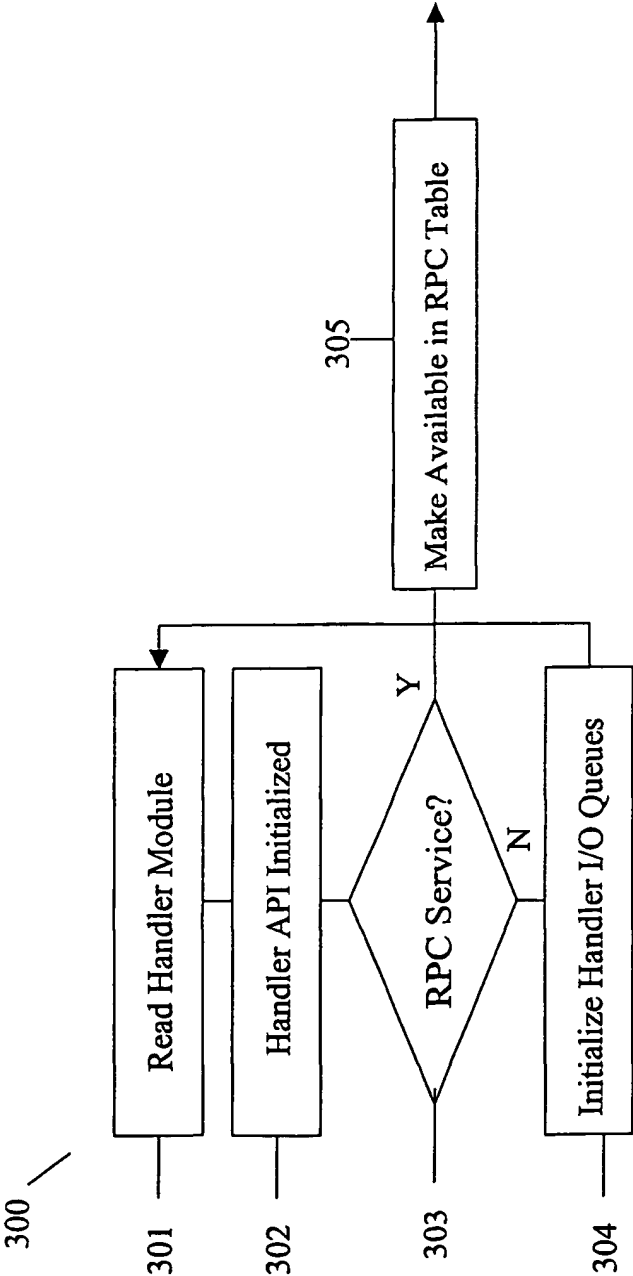 300
301
Read Handler Module
302
Handler API Initialized
303
RPC Service?
Y
N
304
Initialize Handler I/O Queues
305
Make Available in RPC Table